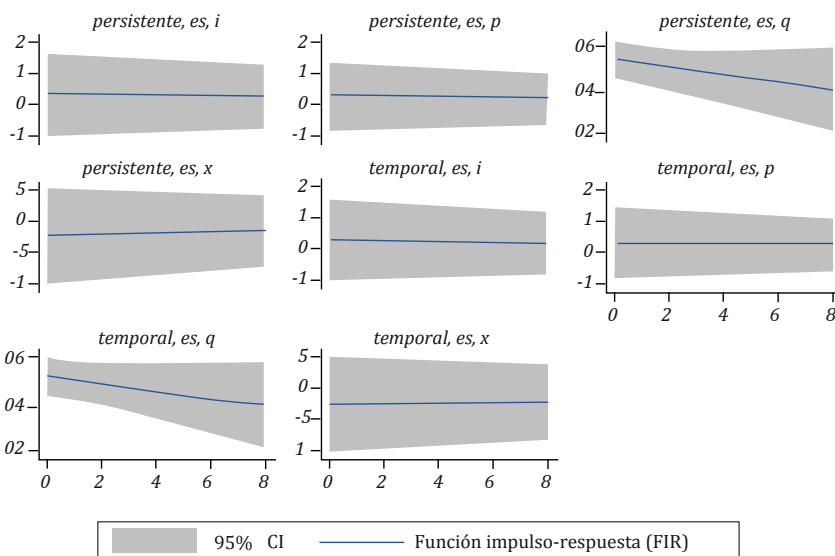 persistente, es, i
persistente, es, p
persistente, es, q
2
1
0
-1
2
1
0
-1
06
04
02
persistente, es, x
temporal, es, i
temporal, es, p
5
0
-5
-1
2
1
0
-1
2
1
0
-1
0 2 4 6 8
temporal, es, q
temporal, es, x
06
04
02
5
0
-5
1
0 2 4 6 8
0 2 4 6 8
95% CI Función impulso-respuesta (FIR)